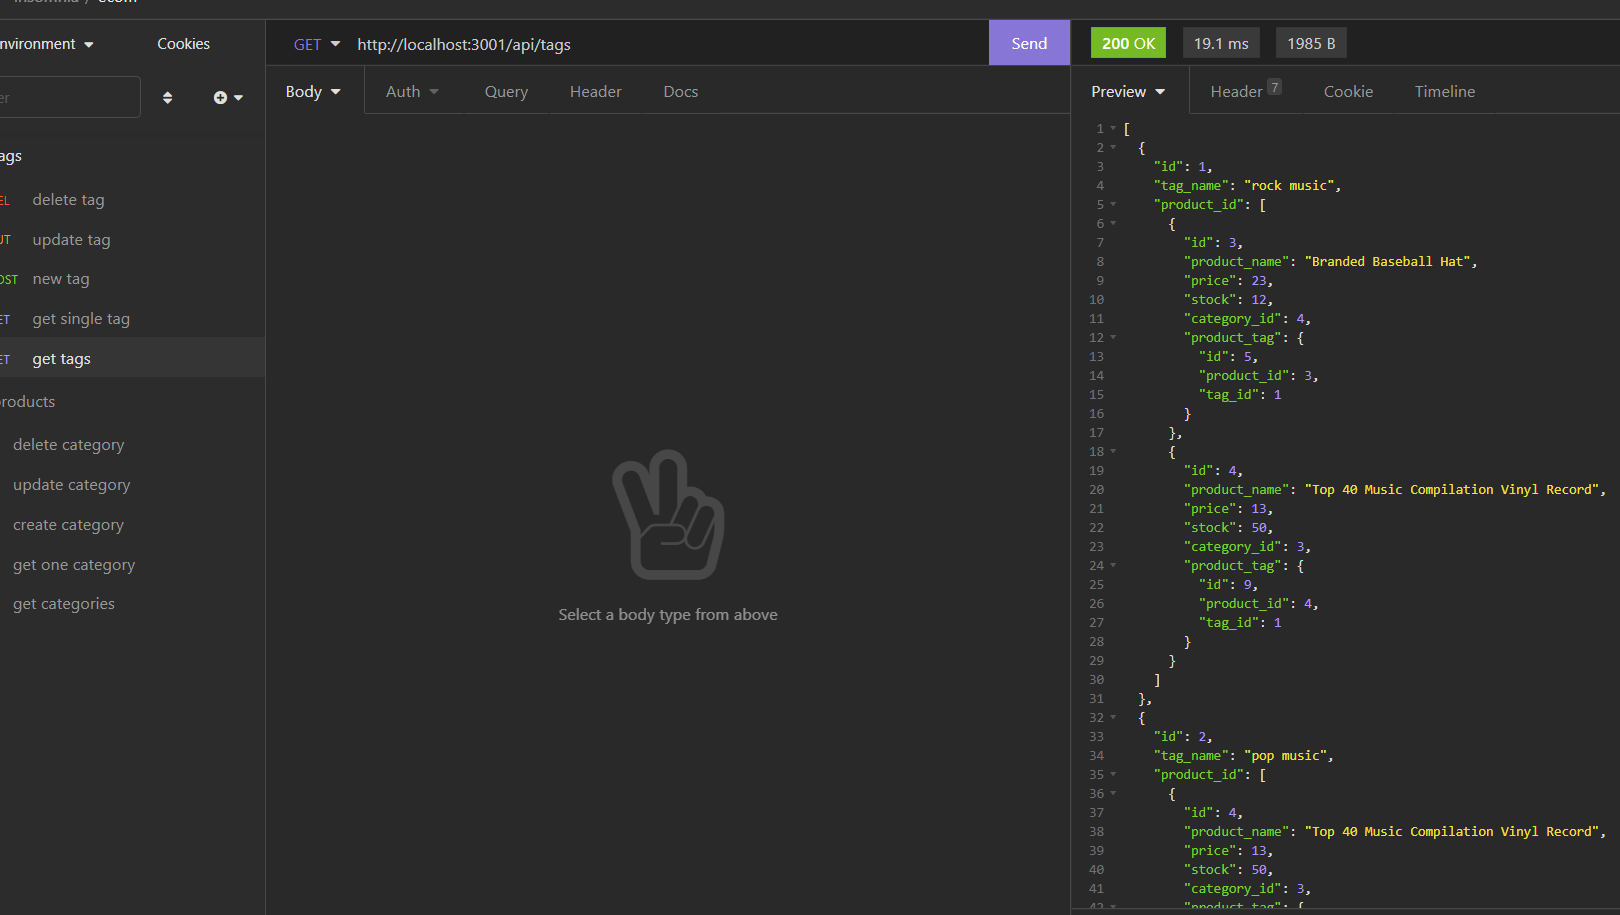 insomnia / ecom
nvironment
Cookies
er
ags
EL delete tag
UT update tag
OST new tag
ET get single tag
ET get tags
roducts
delete category
update category
create category
get one category
get categories
GET http://localhost:3001/api/tags Send
Body Auth Query Header Docs
Select a body type from above
200 OK 19.1 ms 1985 B
Preview Header 7 Cookie Timeline
1 [
2 {
3 "id": 1,
4 "tag_name": "rock music",
5 "product_id": [
6 {
7 "id": 3,
8 "product_name": "Branded Baseball Hat",
9 "price": 23,
10 "stock": 12,
11 "category_id": 4,
12 "product_tag": {
13 "id": 5,
14 "product_id": 3,
15 "tag_id": 1
16 }
17 },
18 {
19 "id": 4,
20 "product_name": "Top 40 Music Compilation Vinyl Record",
21 "price": 13,
22 "stock": 50,
23 "category_id": 3,
24 "product_tag": {
25 "id": 9,
26 "product_id": 4,
27 "tag_id": 1
28 }
29 }
30 ]
31 },
32 {
33 "id": 2,
34 "tag_name": "pop music",
35 "product_id": [
36 {
37 "id": 4,
38 "product_name": "Top 40 Music Compilation Vinyl Record",
39 "price": 13,
40 "stock": 50,
41 "category_id": 3,
42 "product_tag": {